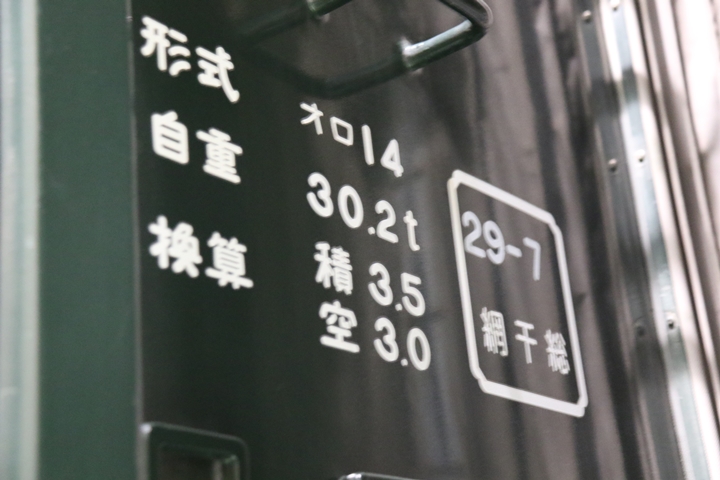 形式 オロ14
自重 30.2t
換算 積 3.5
空 3.0
29-7
網干総